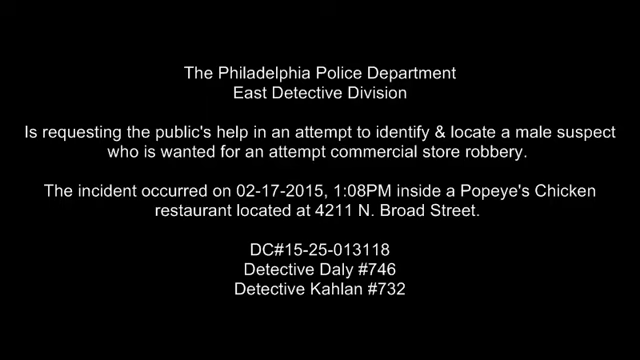 The Philadelphia Police Department
East Detective Division
Is requesting the public's help in an attempt to identify & locate a male suspect
who is wanted for an attempt commercial store robbery.
The incident occurred on 02-17-2015, 1:08PM inside a Popeye's Chicken
restaurant located at 4211 N. Broad Street.
DC#15-25-013118
Detective Daly #746
Detective Kahlan #732